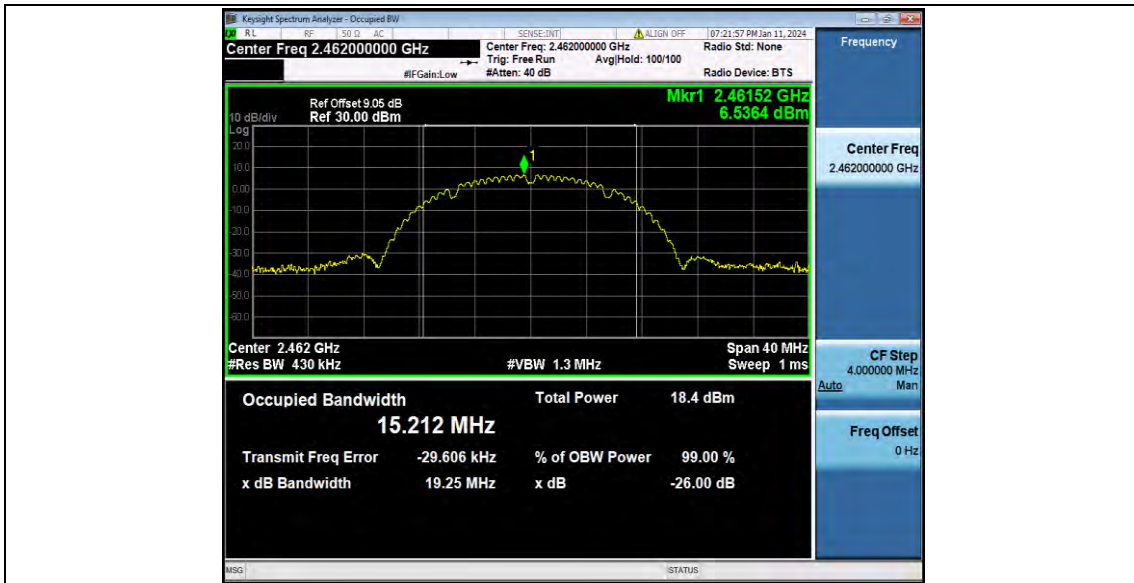 Keysight Spectrum Analyzer - Occupied BW
RL RF 50 Ω AC SENSE:INT ALIGN OFF 07:21:57 PM Jan 11, 2024
Center Freq 2.462000000 GHz Center Freq: 2.462000000 GHz Radio Std: None Frequency
Trig: Free Run Avg|Hold: 100/100
#IFGain:Low #Atten: 40 dB Radio Device: BTS
Mkr1 2.46152 GHz
Ref Offset 9.05 dB 6.5364 dBm
10 dB/div Ref 30.00 dBm
Log
20.0
1
Center Freq
10.0
2.462000000 GHz
0.00
-10.0
-20.0
-30.0
-40.0
-50.0
-60.0
Center 2.462 GHz Span 40 MHz
#Res BW 430 kHz #VBW 1.3 MHz Sweep 1 ms
CF Step
4.000000 MHz
Auto Man
Occupied Bandwidth Total Power 18.4 dBm
15.212 MHz
Freq Offset
0 Hz
Transmit Freq Error -29.606 kHz % of OBW Power 99.00 %
x dB Bandwidth 19.25 MHz x dB -26.00 dB
MSG STATUS